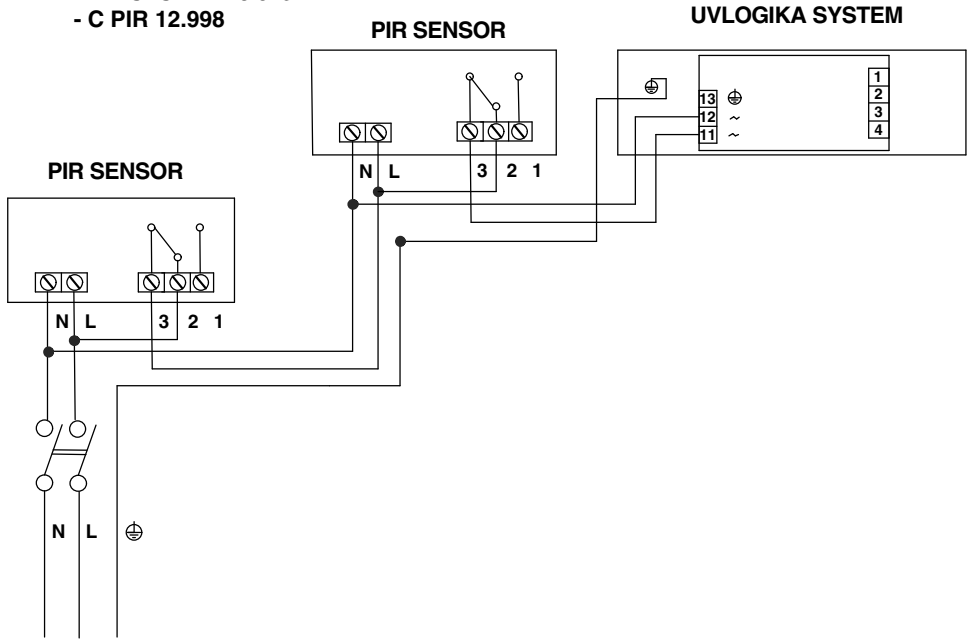 - C PIR 12.998
PIR SENSOR
UVLOGIKA SYSTEM
13
12 ~
11 ~
1
2
3
4
N L 3 2 1
PIR SENSOR
N L 3 2 1
N L